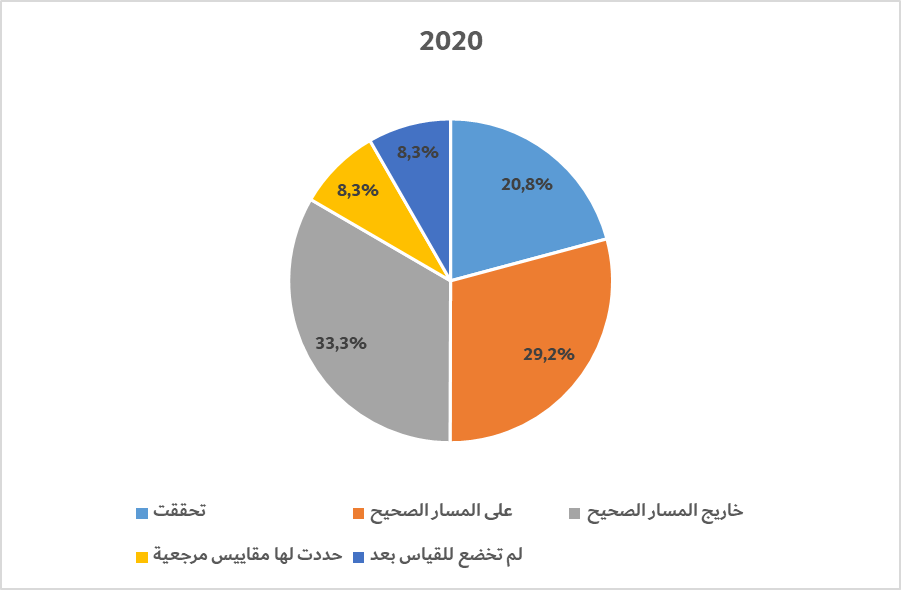 2020
8,3%
20,8%
8,3%
33,3%
29,2%
تحققت
على المسار الصحيح
خاريج المسار الصحيح
حددت لها مقاييس مرجعية
لم تخضع للقياس بعد